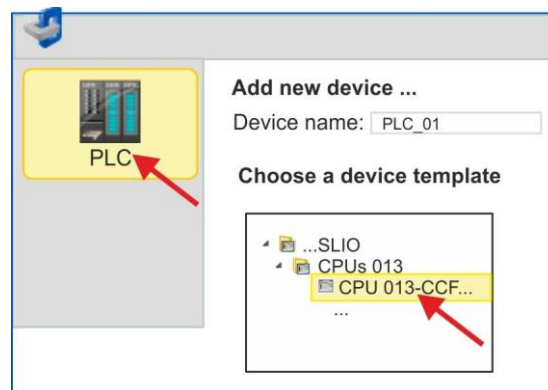 Add new device ...
Device name: PLC_01
PLC
Choose a device template
...SLIO
CPUs 013
CPU 013-CCF...
...